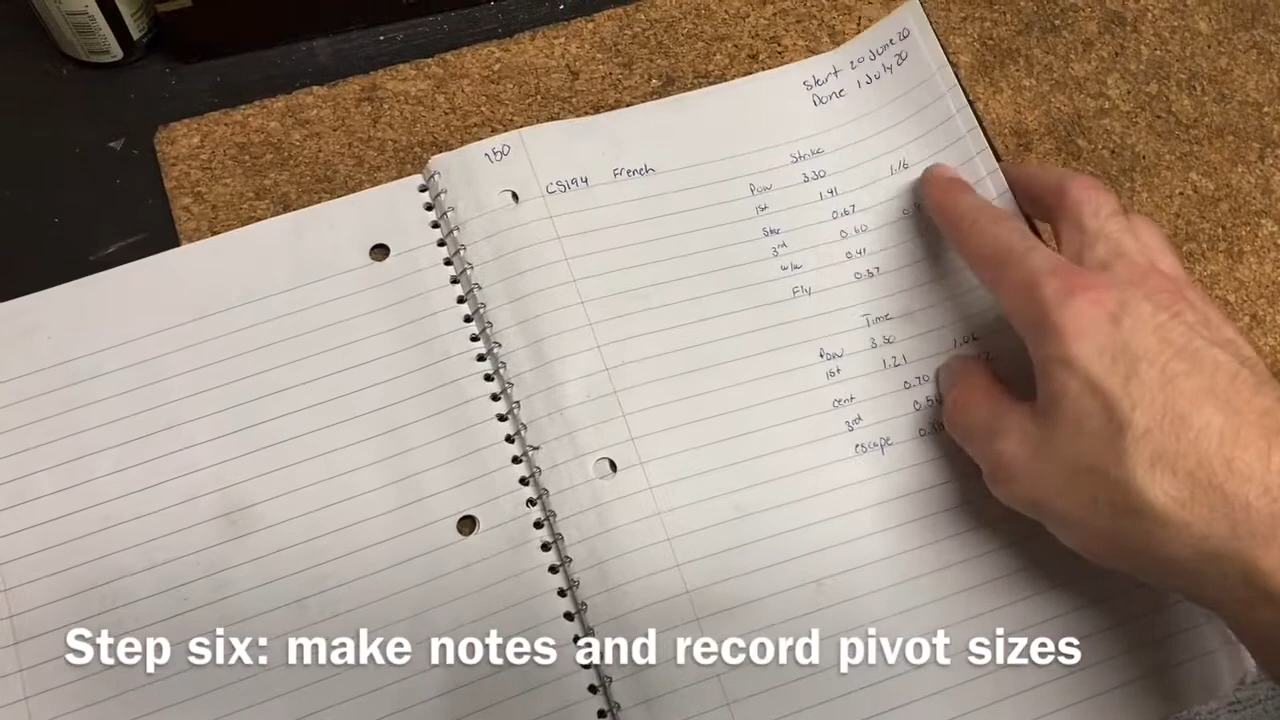 start 20 June 20
Done 1 July 20
150
CS194 French
Strike
Pow 3.30
1st 1.41 1.16
Star 0.67
3rd 0.60
w/w 0.41
Fly 0.37
Time
Pow 3.50
1st 1.21 1.06
cent 0.70
3rd
escape
Step six: make notes and record pivot sizes